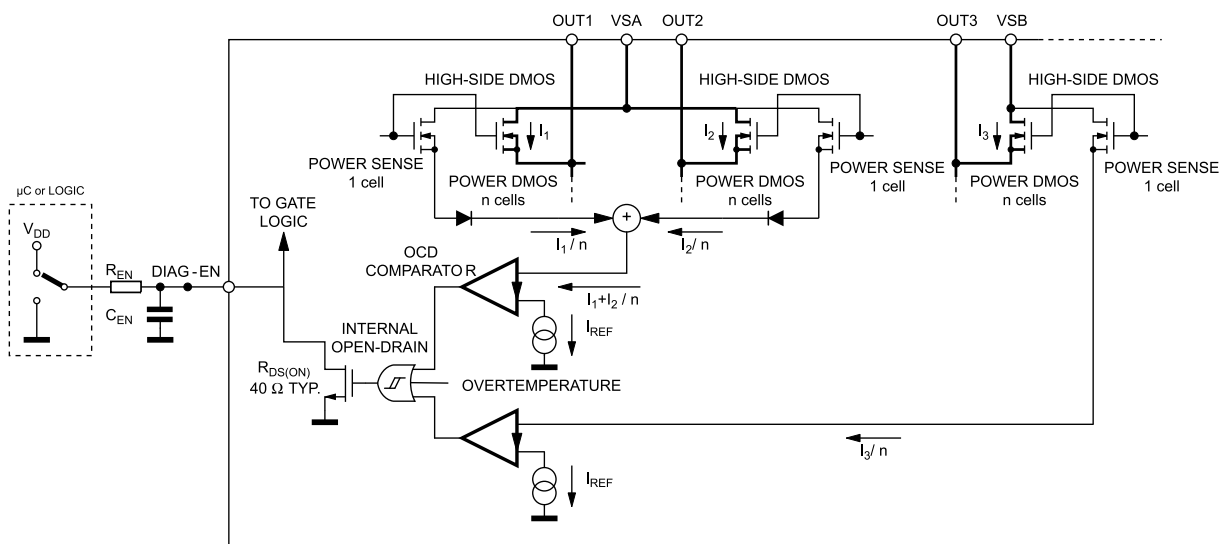 OUT1 VSA OUT2 OUT3 VSB
HIGH-SIDE DMOS
HIGH-SIDE DMOS
HIGH-SIDE DMOS
I1
I2
I3
POWER SENSE
1 cell
POWER DMOS
n cells
POWER DMOS
n cells
POWER SENSE
1 cell
POWER DMOS
n cells
POWER SENSE
1 cell
µC or LOGIC
VDD
REN
CEN
DIAG-EN
TO GATE
LOGIC
+
I1/ n
I2/ n
OCD
COMPARATOR
I1+I2 / n
IREF
INTERNAL
OPEN-DRAIN
RDS(ON)
40 Ω TYP.
OVERTEMPERATURE
I3/ n
IREF